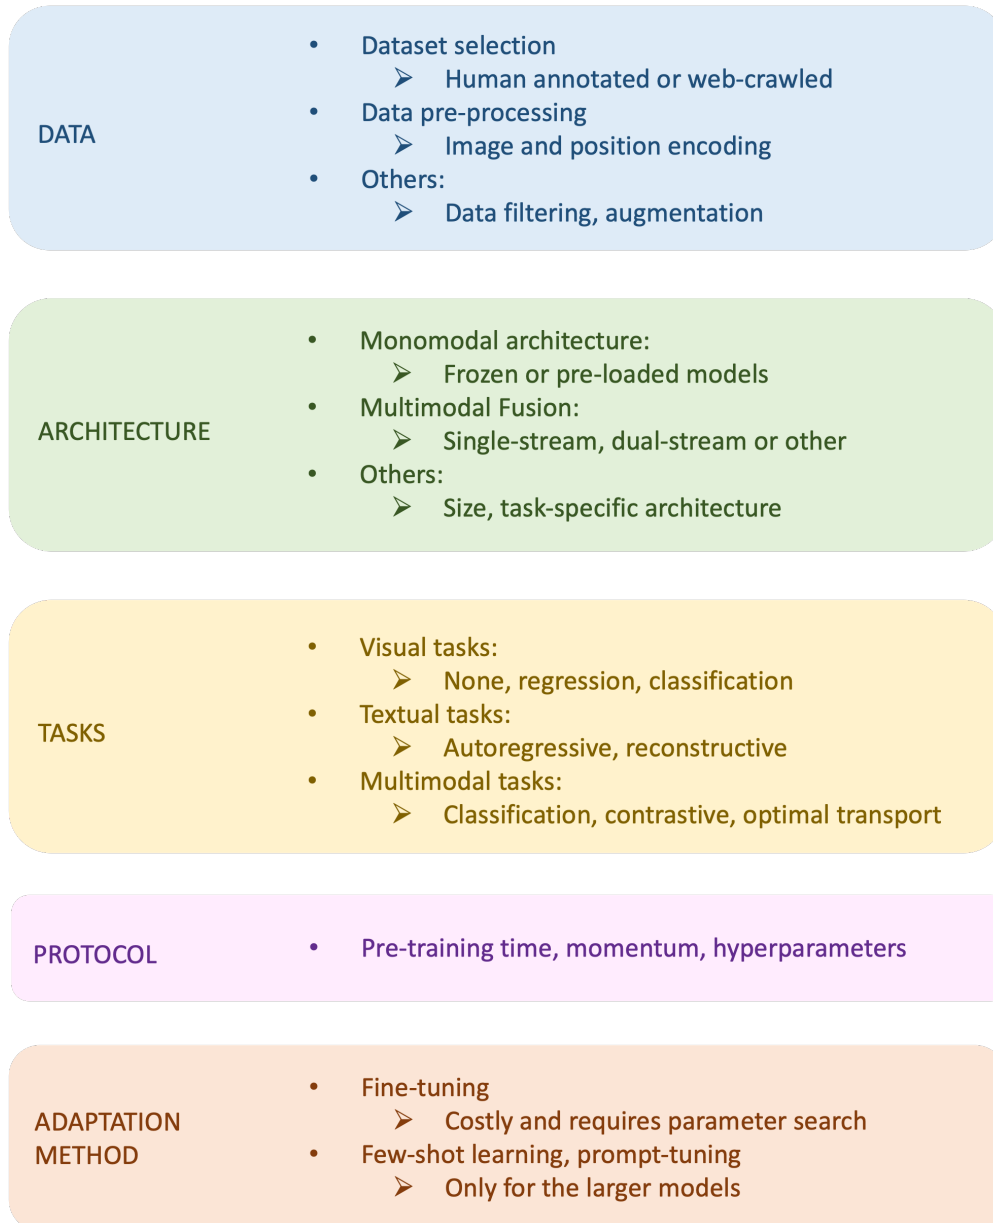 DATA
• Dataset selection
➢ Human annotated or web-crawled
• Data pre-processing
➢ Image and position encoding
• Others:
➢ Data filtering, augmentation
ARCHITECTURE
• Monomodal architecture:
➢ Frozen or pre-loaded models
• Multimodal Fusion:
➢ Single-stream, dual-stream or other
• Others:
➢ Size, task-specific architecture
TASKS
• Visual tasks:
➢ None, regression, classification
• Textual tasks:
➢ Autoregressive, reconstructive
• Multimodal tasks:
➢ Classification, contrastive, optimal transport
PROTOCOL
• Pre-training time, momentum, hyperparameters
ADAPTATION
METHOD
• Fine-tuning
➢ Costly and requires parameter search
• Few-shot learning, prompt-tuning
➢ Only for the larger models